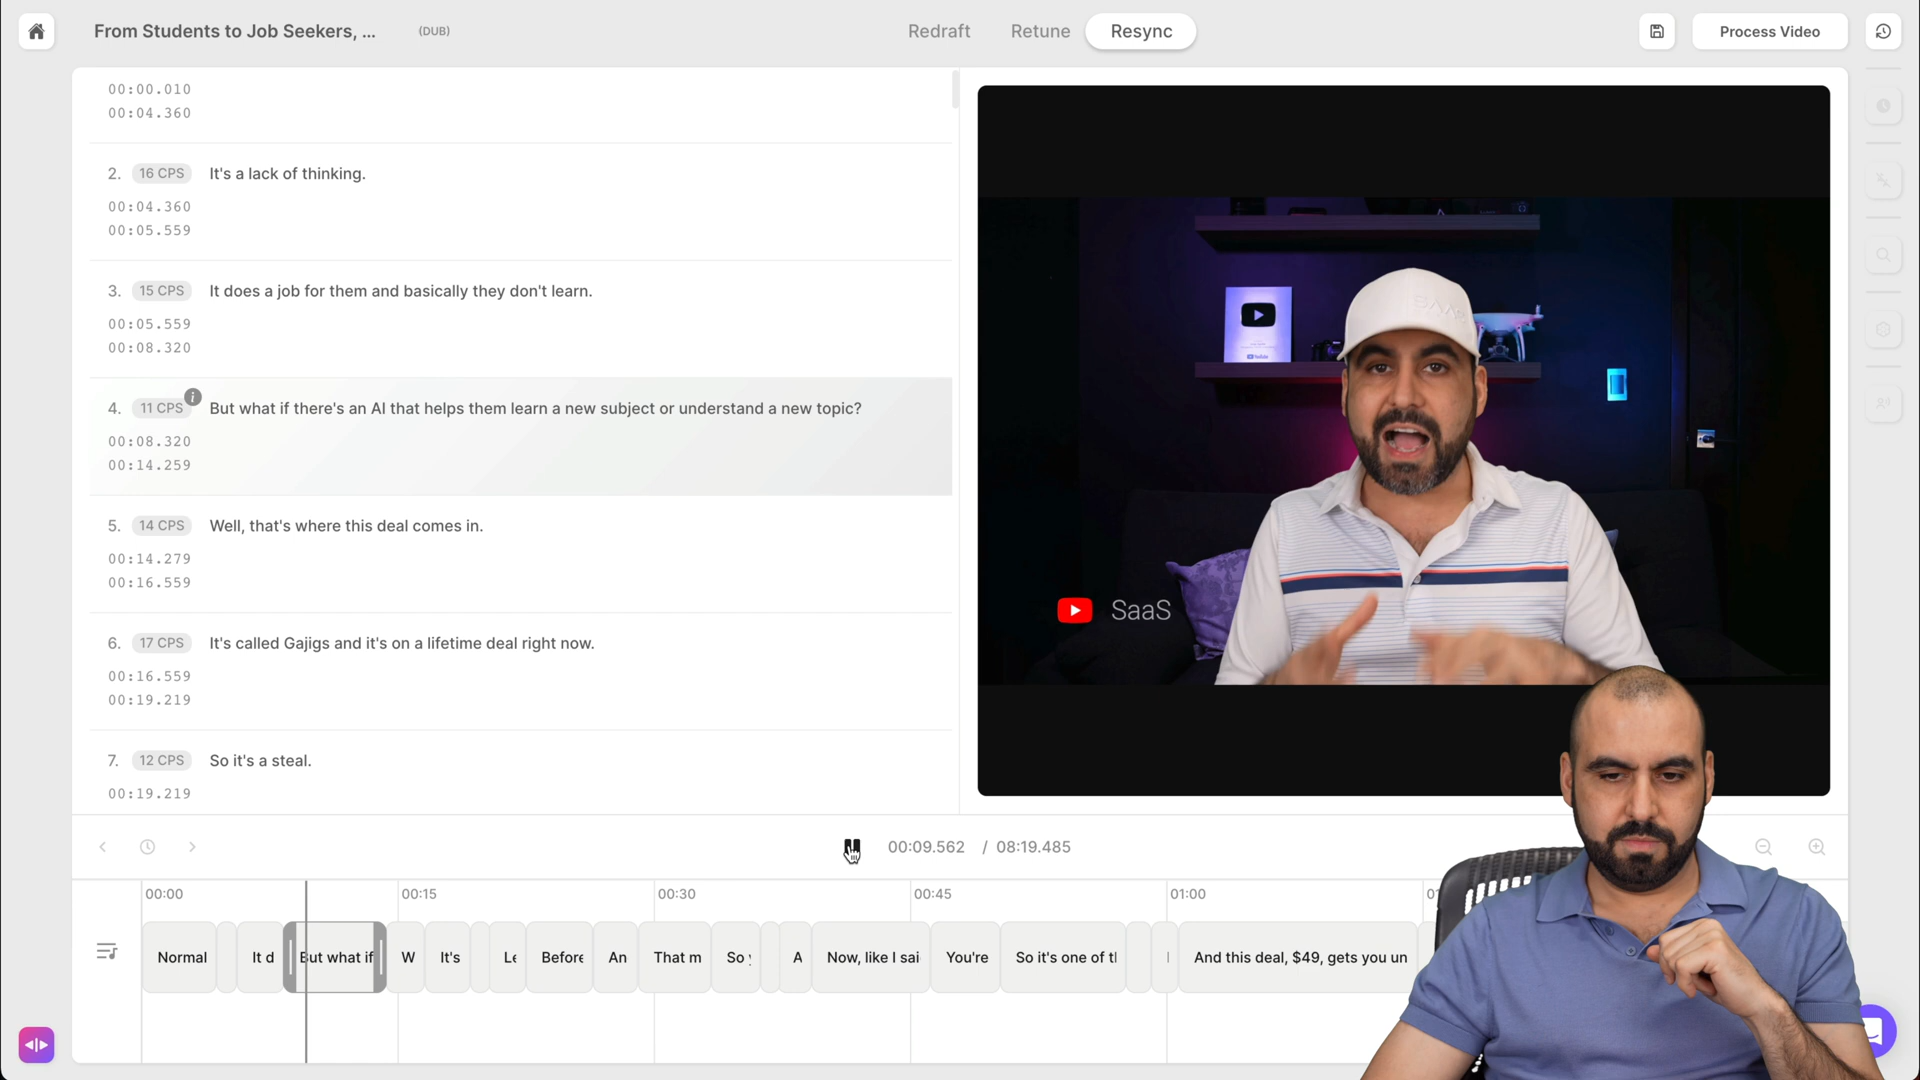 From Students to Job Seekers, ... (DUB) Redraft Retune Resync Process Video
00:00.010
00:04.360
2. 16 CPS It's a lack of thinking.
00:04.360
00:05.559
3. 15 CPS It does a job for them and basically they don't learn.
00:05.559
00:08.320
4. 11 CPS i But what if there's an AI that helps them learn a new subject or understand a new topic?
00:08.320
00:14.259
5. 14 CPS Well, that's where this deal comes in.
00:14.279
00:16.559
6. 17 CPS It's called Gajigs and it's on a lifetime deal right now.
00:16.559
00:19.219
7. 12 CPS So it's a steal.
00:19.219
YouTube
SaaS
00:09.562 / 08:19.485
00:00 00:15 00:30 00:45 01:00
Normal It d But what if W It's Le Before An That m So A Now, like I sai You're So it's one of tl And this deal, $49, gets you un